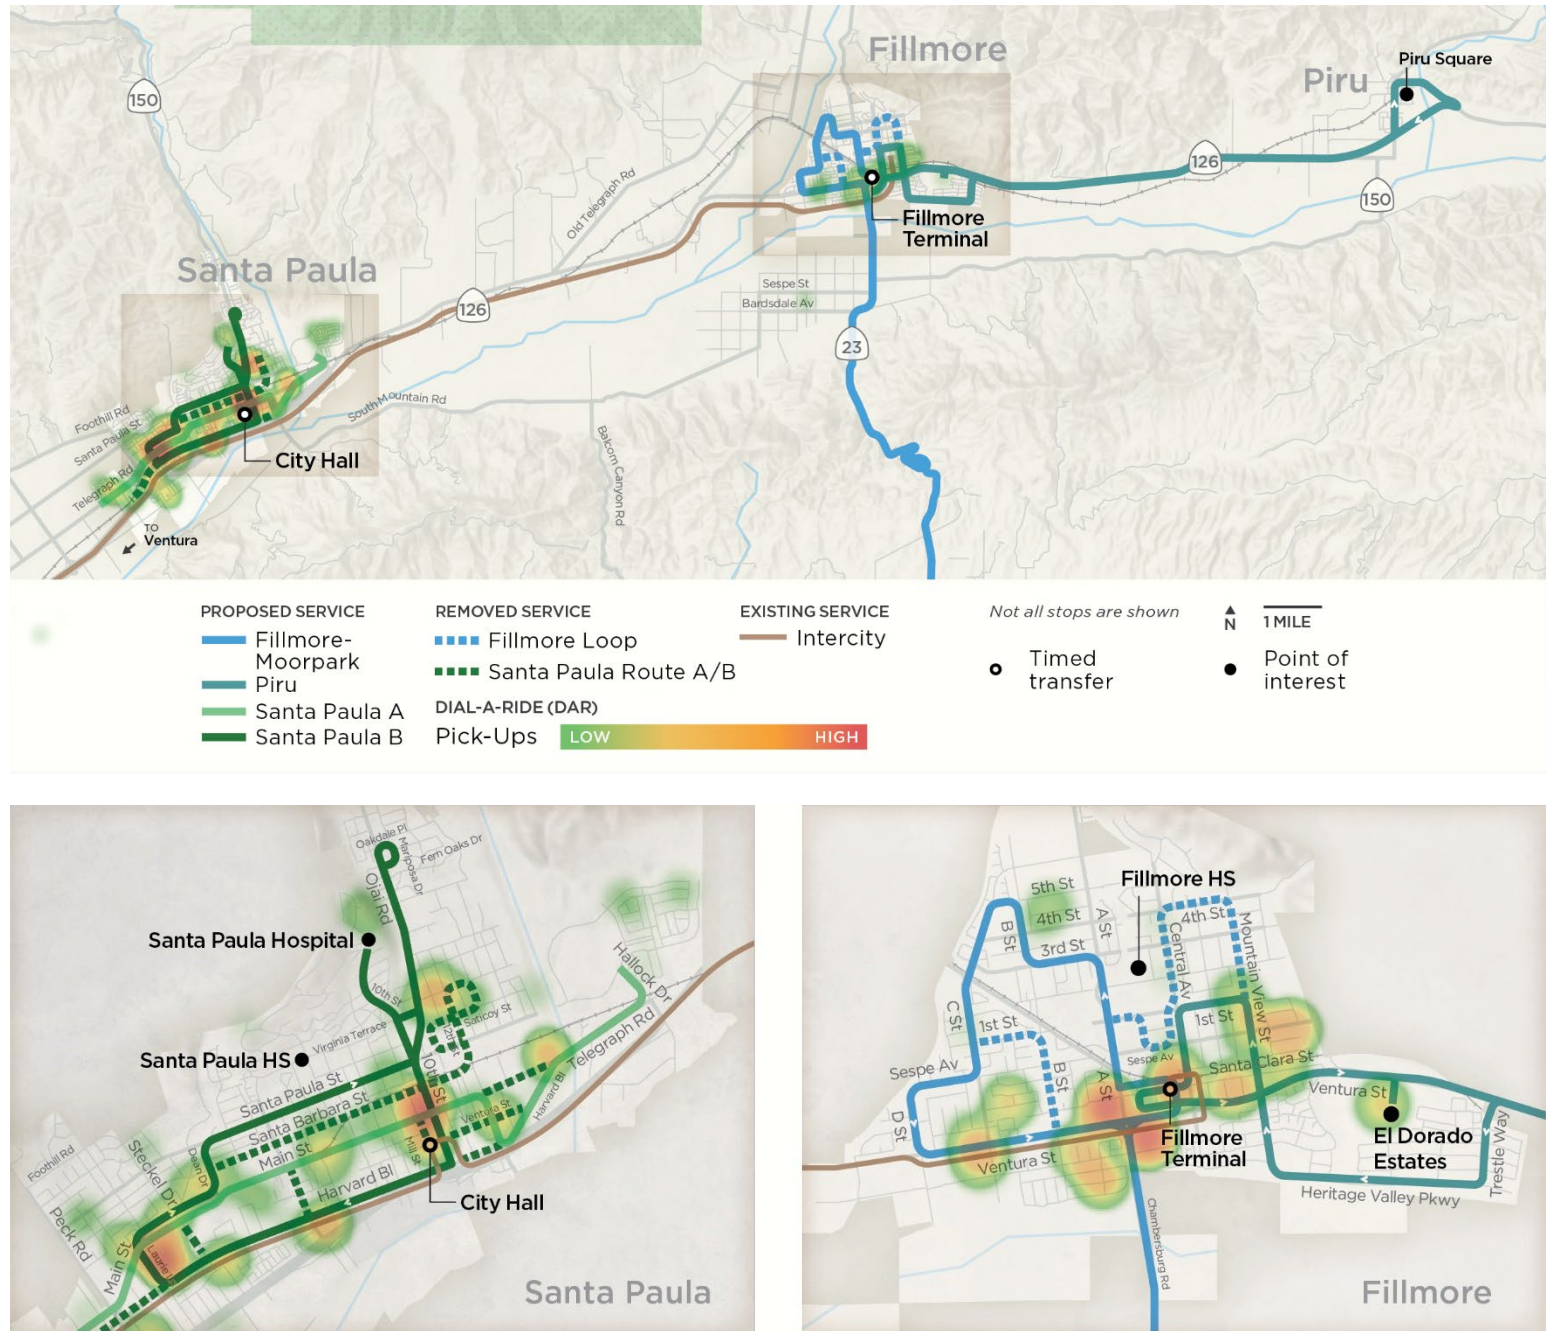 Fillmore
Piru Square
Piru
150
126
150
Old Telegraph Rd
Fillmore
Terminal
Santa Paula
Sespe St
Bardsdale Av
126
23
South Mountain Rd
Foothill Rd
Santa Paula St
Telegraph Rd
City Hall
Balcom Canyon Rd
TO
Ventura
PROPOSED SERVICE
Fillmore-
Moorpark
Piru
Santa Paula A
Santa Paula B
REMOVED SERVICE
Fillmore Loop
Santa Paula Route A/B
DIAL-A-RIDE (DAR)
Pick-Ups
LOW
HIGH
EXISTING SERVICE
Intercity
Not all stops are shown
Timed
transfer
N
1 MILE
Point of
interest
Oakdale Pl
Mariposa Dr
Fern Oaks Dr
Ojai Rd
Santa Paula Hospital
Hallock Dr
10th St
12th St
Saticoy St
Virginia Terrace
Santa Paula HS
10th St
Telegraph Rd
Harvard Bl
Santa Paula St
Santa Barbara St
Ventura St
Main St
Mill St
Foothill Rd
Steckel Dr
Dean Dr
Harvard Bl
City Hall
Peck Rd
Main St
Laurie Ln
Santa Paula
Fillmore HS
5th St
4th St
A St
4th St
B St
3rd St
Central Av
Mountain View St
C St
1st St
1st St
Sespe Av
Sespe Av
Santa Clara St
B St
A St
Ventura St
D St
Fillmore
Terminal
El Dorado
Estates
Ventura St
Trestle Way
Heritage Valley Pkwy
Chambersburg Rd
Fillmore